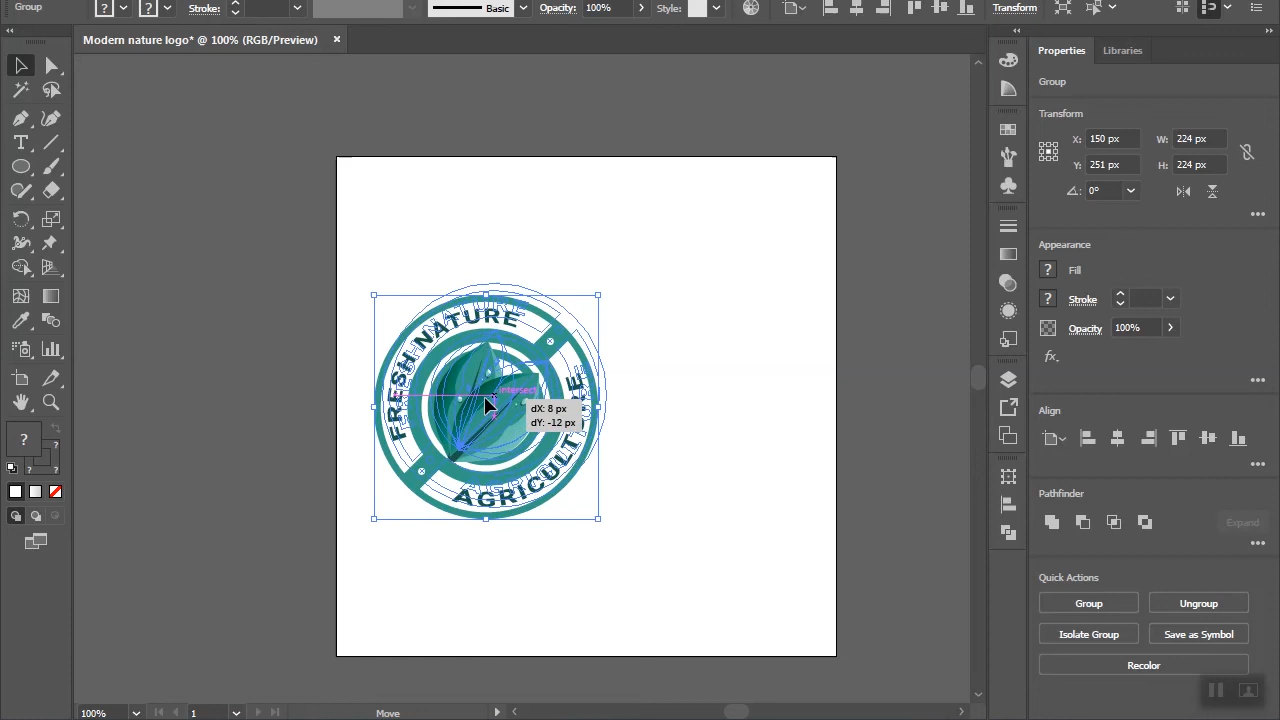 Group
?
?
Stroke:
Basic
Opacity: 100%
Style:
Transform
Modern nature logo* @ 100% (RGB/Preview) ×
Properties
Libraries
Group
Transform
X: 150 px
W: 224 px
Y: 251 px
H: 224 px
0°
Appearance
? Fill
? Stroke
Opacity 100%
fx.
Align
Pathfinder
Expand
Quick Actions
Group
Ungroup
Isolate Group
Save as Symbol
Recolor
FRESH NATURE
intersect
dX: 8 px
dY: -12 px
?
?
?
?
100%
1
Move